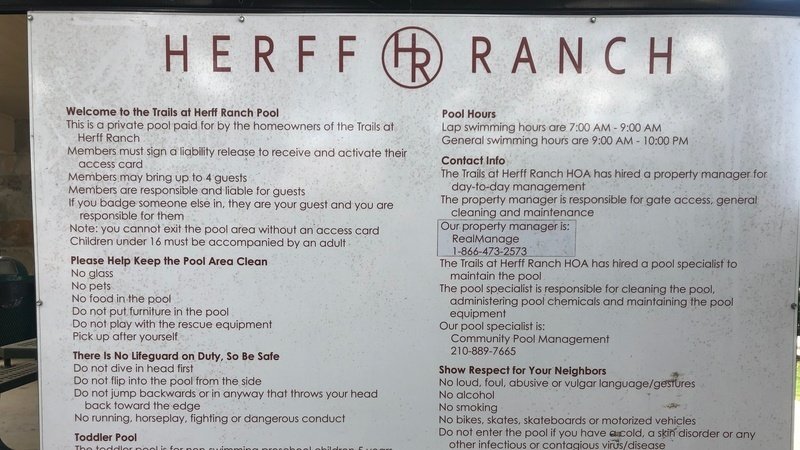 HERFF HR RANCH
Welcome to the Trails at Herff Ranch Pool
This is a private pool paid for by the homeowners of the Trails at
Herff Ranch
Members must sign a liability release to receive and activate their
access card
Members may bring up to 4 guests
Members are responsible and liable for guests
If you badge someone else in, they are your guest and you are
responsible for them
Note: you cannot exit the pool area without an access card
Children under 16 must be accompanied by an adult
Please Help Keep the Pool Area Clean
No glass
No pets
No food in the pool
Do not put furniture in the pool
Do not play with the rescue equipment
Pick up after yourself
There Is No Lifeguard on Duty, So Be Safe
Do not dive in head first
Do not flip into the pool from the side
Do not jump backwards or in anyway that throws your head
back toward the edge
No running, horseplay, fighting or dangerous conduct
Toddler Pool
The toddler pool is for non-swimming preschool children 5 years
Pool Hours
Lap swimming hours are 7:00 AM - 9:00 AM
General swimming hours are 9:00 AM - 10:00 PM
Contact Info
The Trails at Herff Ranch HOA has hired a property manager for
day-to-day management
The property manager is responsible for gate access, general
cleaning and maintenance
Our property manager is:
RealManage
1-866-473-2573
The Trails at Herff Ranch HOA has hired a pool specialist to
maintain the pool
The pool specialist is responsible for cleaning the pool,
administering pool chemicals and maintaining the pool
equipment
Our pool specialist is:
Community Pool Management
210-889-7665
Show Respect for Your Neighbors
No loud, foul, abusive or vulgar language/gestures
No alcohol
No smoking
No bikes, skates, skateboards or motorized vehicles
Do not enter the pool if you have a cold, a skin disorder or any
other infectious or contagious virus/disease